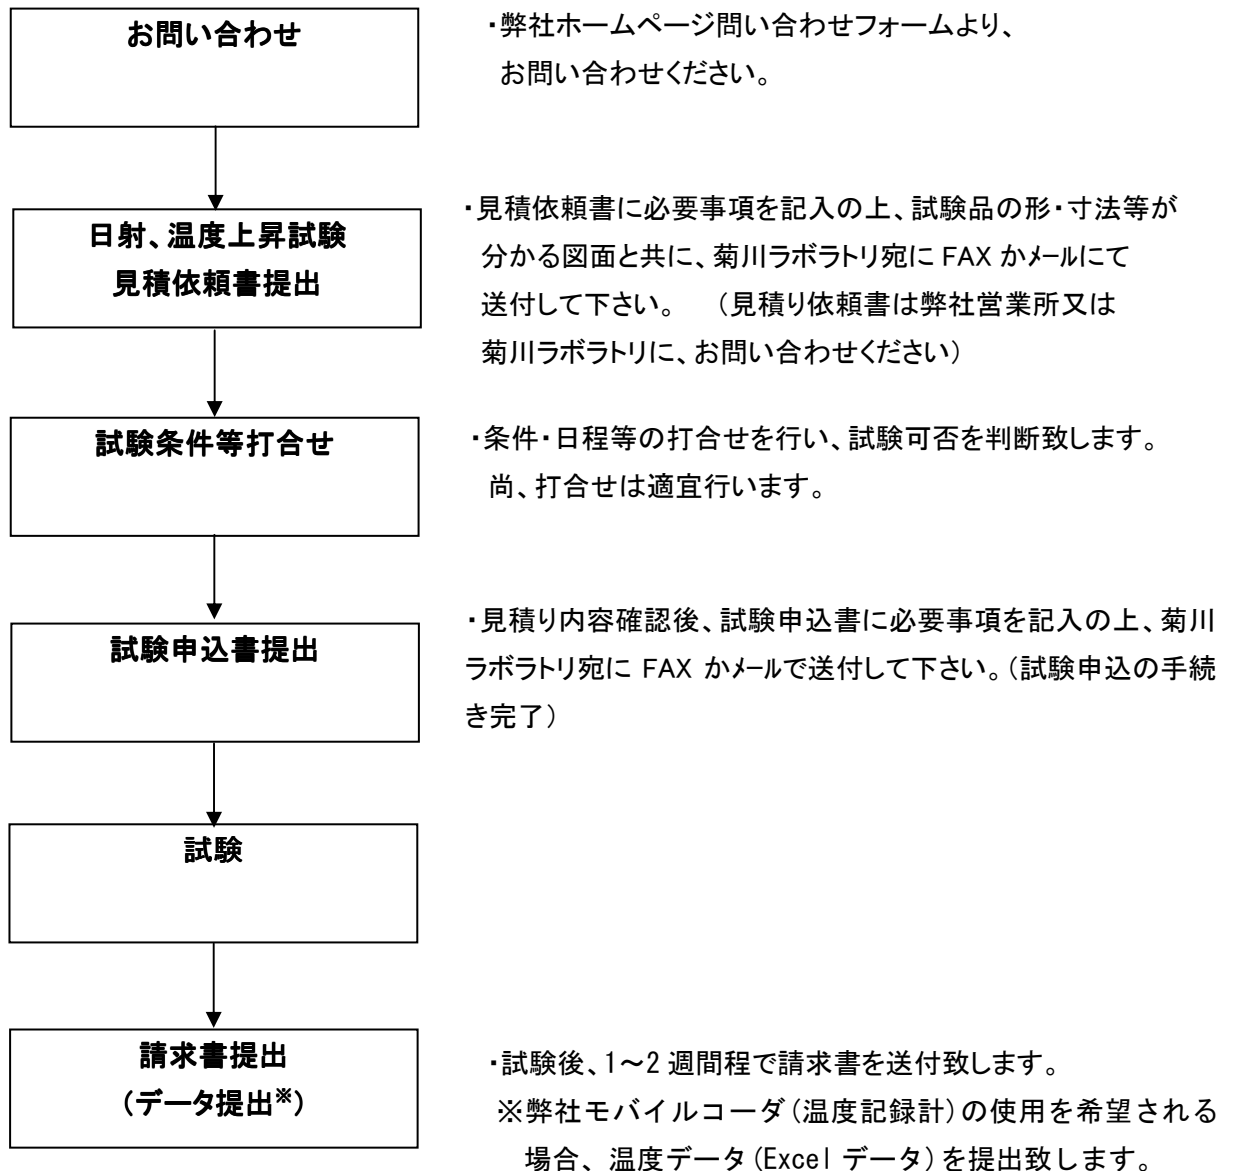 お問い合わせ
・弊社ホームページ問い合わせフォームより、
お問い合わせください。
日射、温度上昇試験
見積依頼書提出
・見積依頼書に必要事項を記入の上、試験品の形・寸法等が
分かる図面と共に、菊川ラボラトリ宛に FAX かメールにて
送付して下さい。　（見積り依頼書は弊社営業所又は
菊川ラボラトリに、お問い合わせください）
試験条件等打合せ
・条件・日程等の打合せを行い、試験可否を判断致します。
尚、打合せは適宜行います。
試験申込書提出
・見積り内容確認後、試験申込書に必要事項を記入の上、菊川
ラボラトリ宛に FAX かメールで送付して下さい。（試験申込の手続
き完了）
試験
請求書提出
（データ提出※）
・試験後、1～2 週間程で請求書を送付致します。
※弊社モバイルコーダ（温度記録計）の使用を希望される
場合、温度データ（Excel データ）を提出致します。